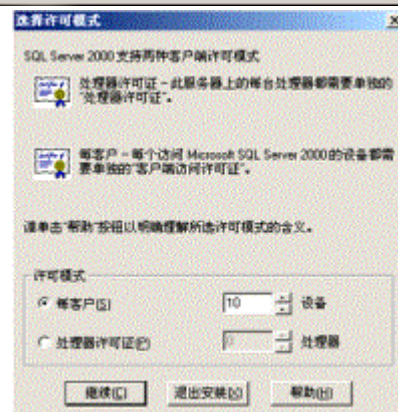 选择许可模式
SQL Server 2000 支持两种客户端许可模式
处理器许可证 - 此服务器上的每台处理器都需要单独的
"处理器许可证"。
每客户 - 每个访问 Microsoft SQL Server 2000 的设备都需
要单独的"客户端访问许可证"。
请单击"帮助"按钮以明确理解所选许可模式的含义。
许可模式
每客户(S) 10 设备
处理器许可证(P) 0 处理器
继续(C) 退出安装(X) 帮助(H)